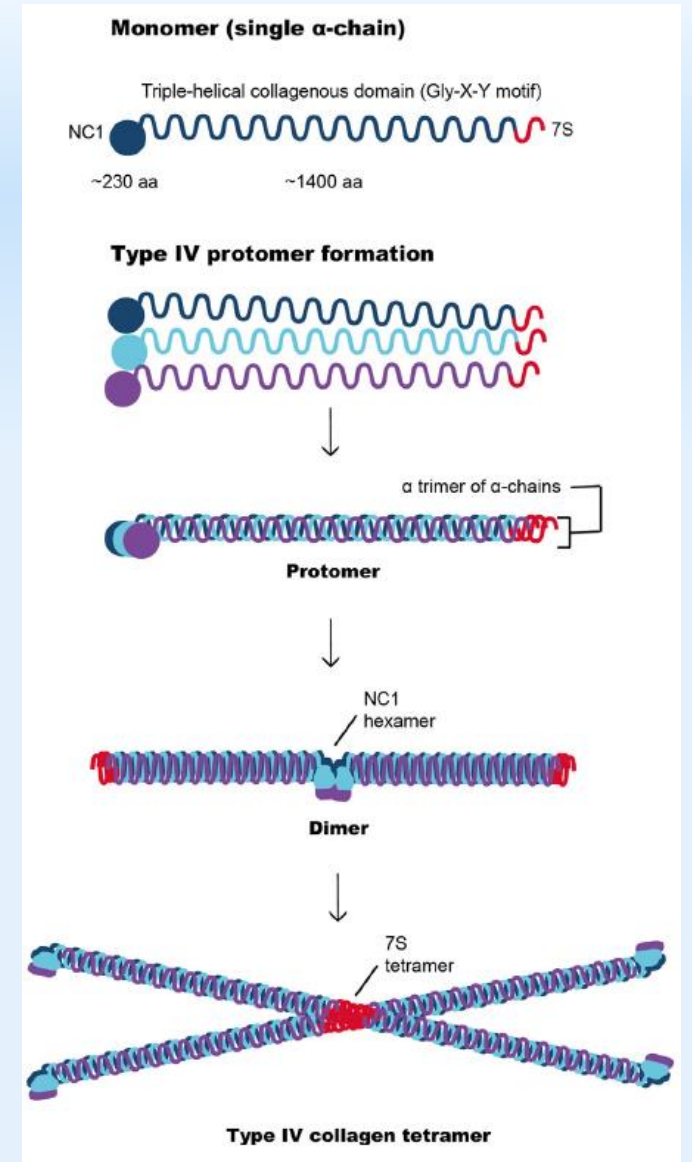 Monomer (single α-chain)
Triple-helical collagenous domain (Gly-X-Y motif)
NC1
7S
~230 aa
~1400 aa
Type IV protomer formation
α trimer of α-chains
Protomer
NC1
hexamer
Dimer
7S
tetramer
Type IV collagen tetramer